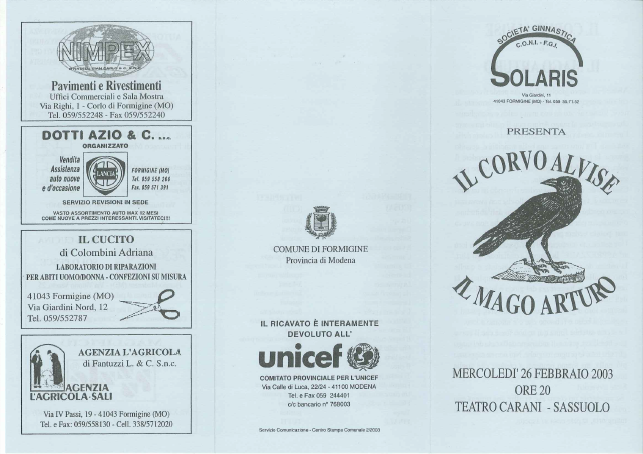 NIMPEX
Pavimenti e Rivestimenti
Uffici Commerciali e Sala Mostra
Via Righi, 1 - Corlo di Formigine (MO)
Tel. 059/552248 - Fax 059/552240
DOTTI AZIO & C. s.n.c.
ORGANIZZATO
Vendita
Assistenza
auto nuove
e d'occasione
LANCIA
FORMIGINE (MO)
Tel. 059 558 264
Fax. 059 571 391
SERVIZIO REVISIONI IN SEDE
VASTO ASSORTIMENTO AUTO MAX 12 MESI
COME NUOVE A PREZZI INTERESSANTI. VISITATECI!!
IL CUCITO
di Colombini Adriana
LABORATORIO DI RIPARAZIONI
PER ABITI UOMO/DONNA - CONFEZIONI SU MISURA
41043 Formigine (MO)
Via Giardini Nord, 12
Tel. 059/552787
AGENZIA L'AGRICOLA
di Fantuzzi L. & C. S.n.c.
AGENZIA
L'AGRICOLA-SALI
Via IV Passi, 19 - 41043 Formigine (MO)
Tel. e Fax: 059/558130 - Cell. 338/5712020
COMUNE DI FORMIGINE
Provincia di Modena
IL RICAVATO È INTERAMENTE
DEVOLUTO ALL'
unicef
COMITATO PROVINCIALE PER L'UNICEF
Via Calle di Luca, 22/24 - 41100 MODENA
Tel. e Fax 059 244401
c/c bancario n° 768003
Servizio Comunicazione - Centro Stampa Comunale 2/2003
SOCIETA' GINNASTICA
C.O.N.I. - F.G.I.
SOLARIS
Via Giardini, 11
41043 FORMIGINE (MO) - Tel. 059
PRESENTA
IL CORVO ALVISE
IL MAGO ARTURO
MERCOLEDI' 26 FEBBRAIO 2003
ORE 20
TEATRO CARANI - SASSUOLO